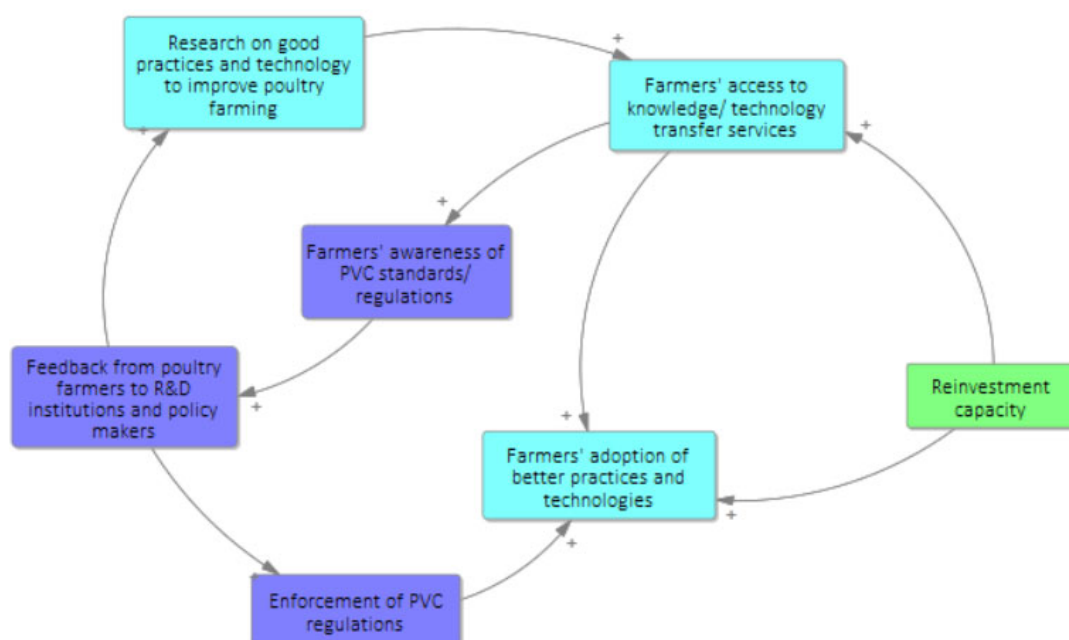 Research on good
practices and technology
to improve poultry
farming
+
Farmers' access to
knowledge/ technology
transfer services
+
+
+
Farmers' awareness of
PVC standards/
regulations
Feedback from poultry
farmers to R&D
institutions and policy
makers
+
Reinvestment
capacity
+
Farmers' adoption of
better practices and
technologies
+
+
+
Enforcement of PVC
regulations